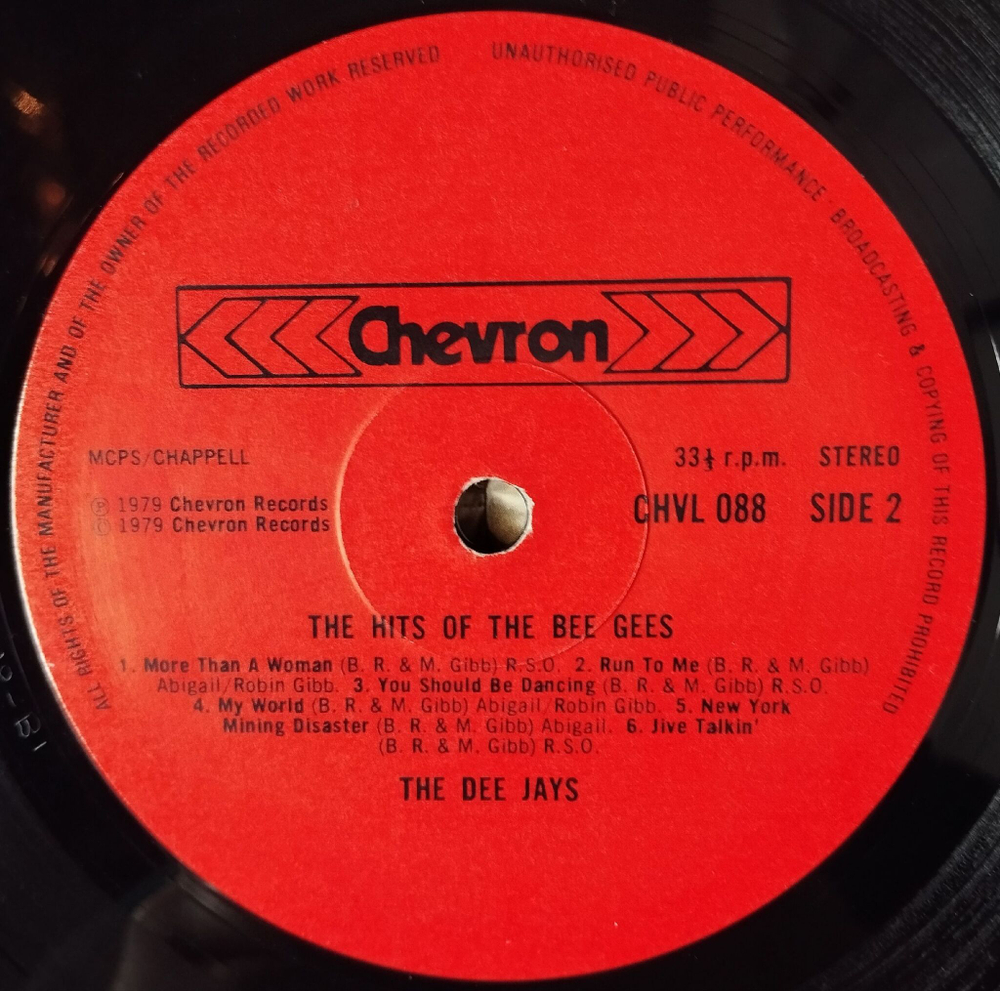 ALL RIGHTS OF THE MANUFACTURER AND OF THE OWNER OF THE RECORDED WORK RESERVED
UNAUTHORISED PUBLIC PERFORMANCE · BROADCASTING & COPYING OF THIS RECORD PROHIBITED
Chevron
MCPS/CHAPPELL
33⅓ r.p.m. STEREO
℗ 1979 Chevron Records
© 1979 Chevron Records
CHVL 088 SIDE 2
THE HITS OF THE BEE GEES
1. More Than A Woman (B. R. & M. Gibb) R.S.O. 2. Run To Me (B. R. & M. Gibb)
Abigail/Robin Gibb. 3. You Should Be Dancing (B. R. & M. Gibb) R.S.O.
4. My World (B. R. & M. Gibb) Abigail/Robin Gibb. 5. New York
Mining Disaster (B. R. & M. Gibb) Abigail. 6. Jive Talkin'
(B. R. & M. Gibb) R.S.O.
THE DEE JAYS